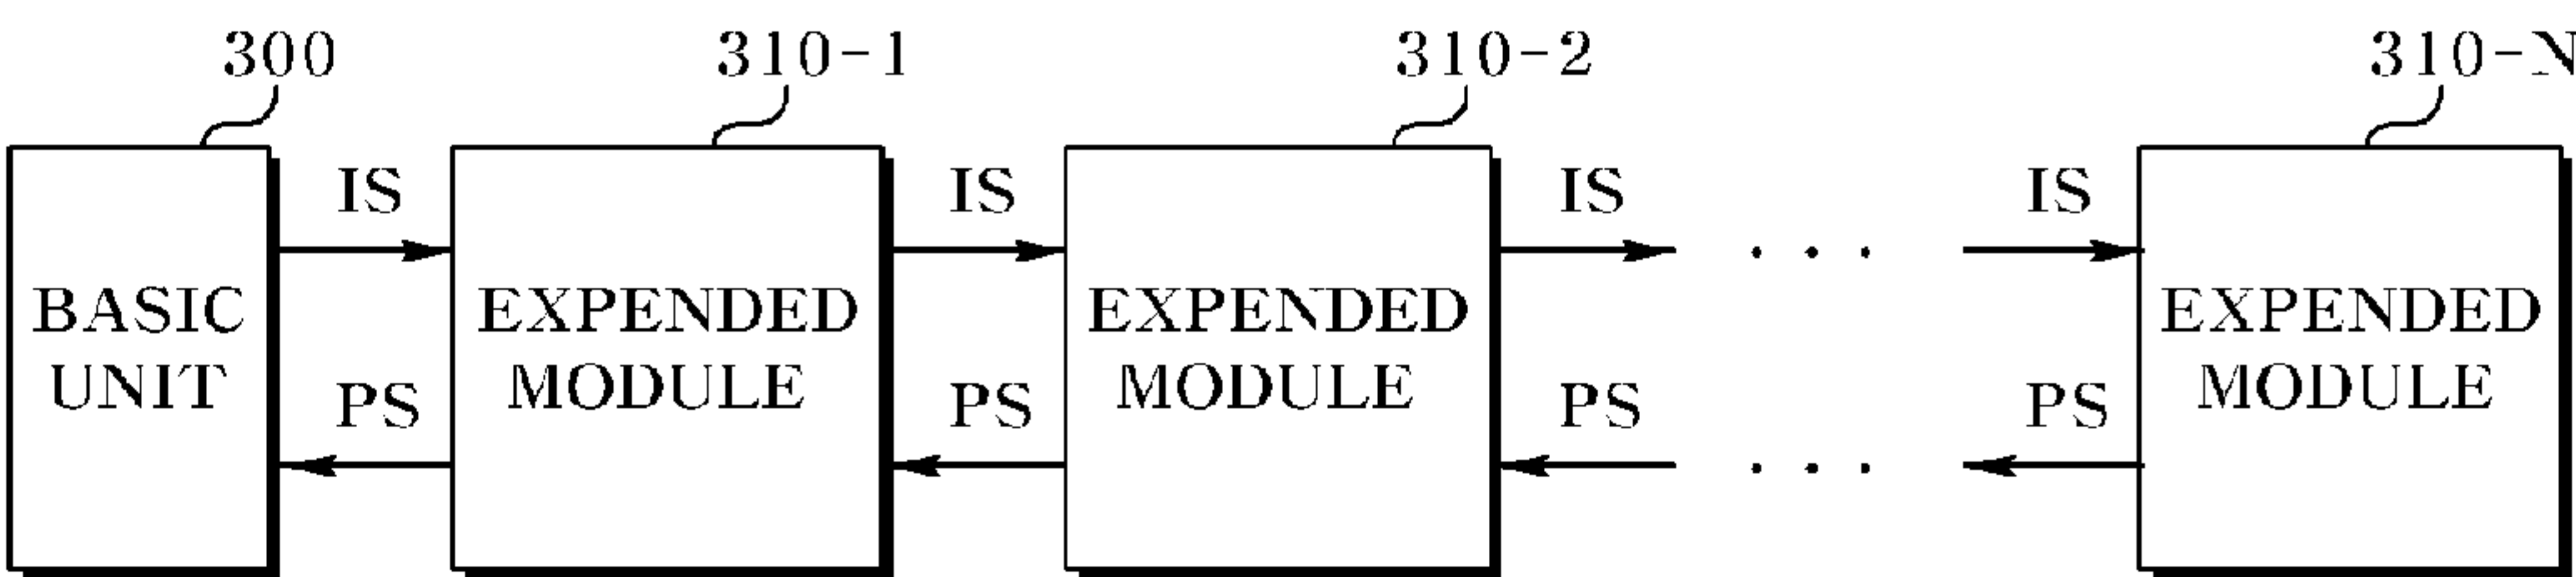 300
310-1
310-2
310-N
IS
IS
IS
IS
BASIC
UNIT
EXPENDED
MODULE
EXPENDED
MODULE
· · ·
EXPENDED
MODULE
PS
PS
PS
PS
· · ·